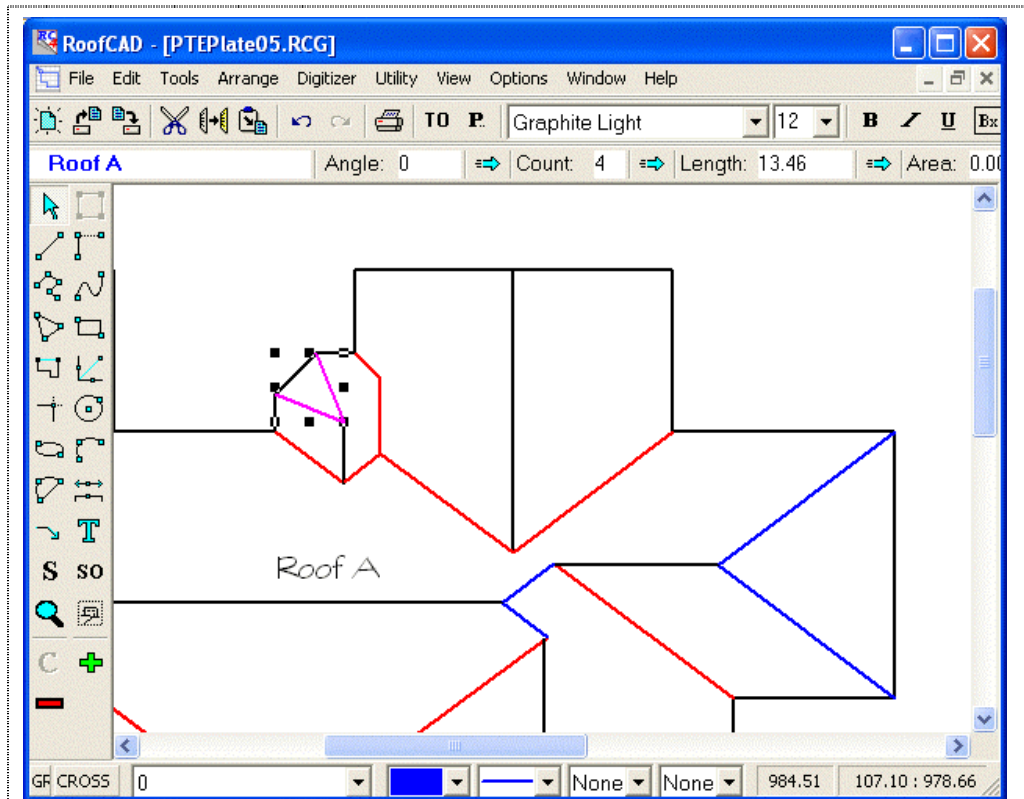 RoofCAD - [PTEPlate05.RCG]
File Edit Tools Arrange Digitizer Utility View Options Window Help
TO P.. Graphite Light 12 B I U Bx
Roof A Angle: 0 Count: 4 Length: 13.46 Area: 0.00
T
S SO
C
Roof A
GF CROSS 0 None None 984.51 107.10 : 978.66